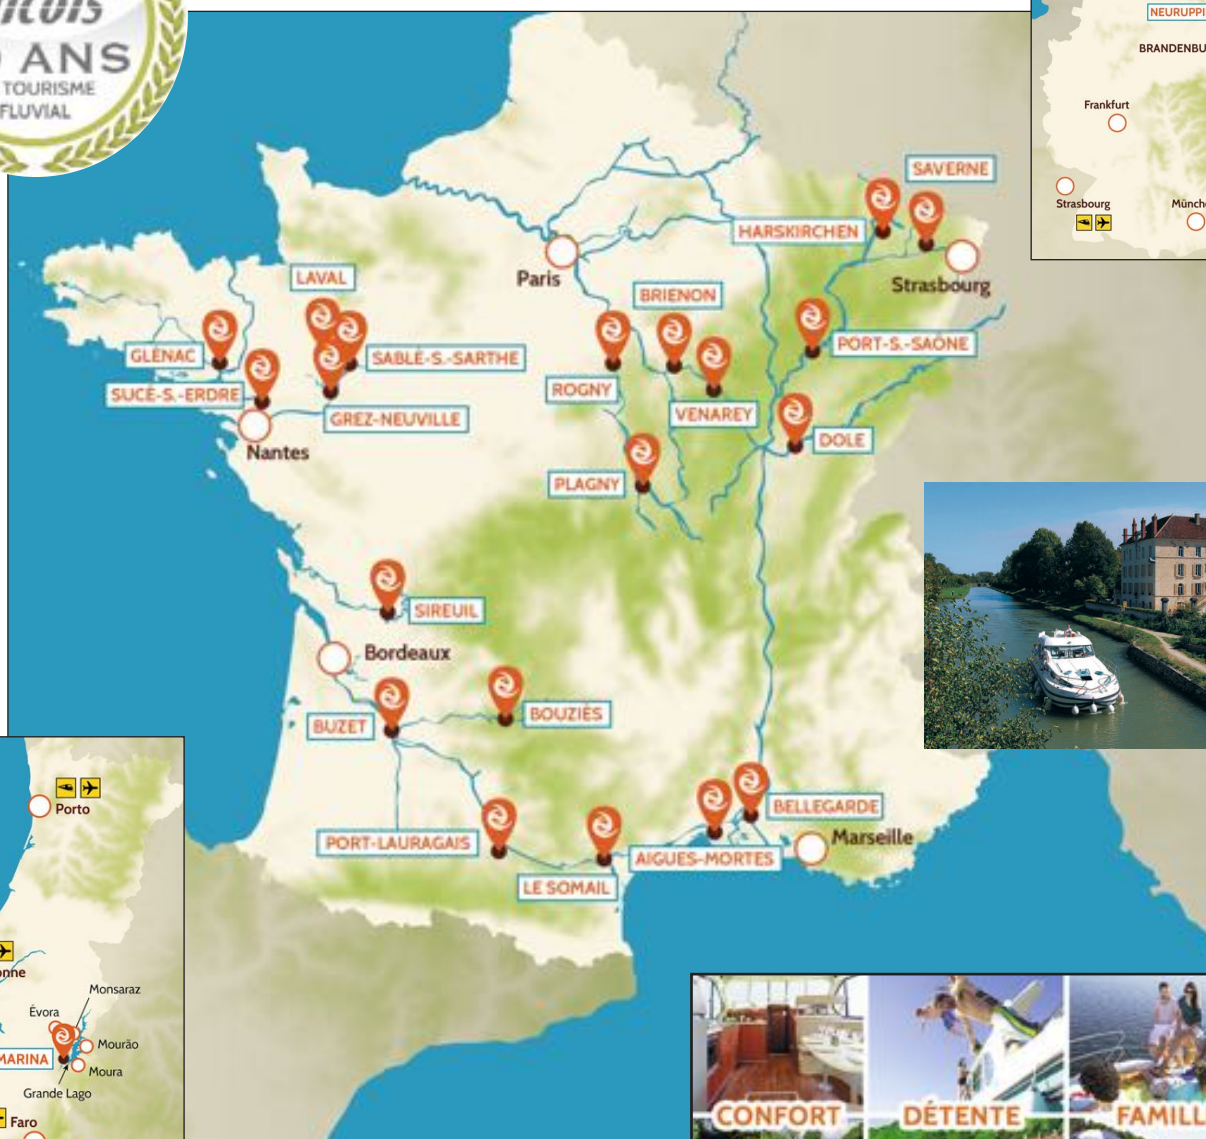 ANS
TOURISME
FLUVIAL
BRANDENBU
Frankfurt
Strasbourg
SAVERNE
HARSKIRCHEN
Strasbourg
Paris
LAVAL
BRIENON
GLÉNAC
SABLÉ-S.-SARTHE
PORT-S.-SAÔNE
SUCÉ-S.-ERDRE
ROGNY
GREZ-NEUVILLE
VENAREY
Nantes
DOLE
PLAGNY
SIREUIL
Bordeaux
BUZET
BOUZIÈS
Porto
BELLEGARDE
PORT-LAURAGAIS
Marseille
AIGUES-MORTES
LE SOMAIL
Monsaraz
Évora
Mourão
MARINA
Moura
Grande Lago
Faro
CONFORT
DÉTENTE
FAMILL